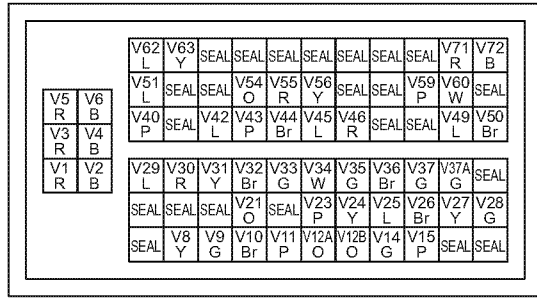 V62 V63 SEAL SEAL SEAL SEAL SEAL SEAL SEAL V71 V72
L Y R B
V51 SEAL SEAL V54 V55 V56 SEAL SEAL V59 V60 SEAL
L O R Y P W
V40 SEAL V42 V43 V44 V45 V46 SEAL SEAL V49 V50
P L P Br L R L Br
V5 V6
R B
V3 V4
R B
V1 V2
R B
V29 V30 V31 V32 V33 V34 V35 V36 V37 V37A SEAL
L R Y Br G W G Br G G
SEAL SEAL SEAL V21 SEAL V23 V24 V25 V26 V27 V28
O P Y L Br Y G
SEAL V8 V9 V10 V11 V12A V12B V14 V15 SEAL SEAL
Y G Br P O O G P